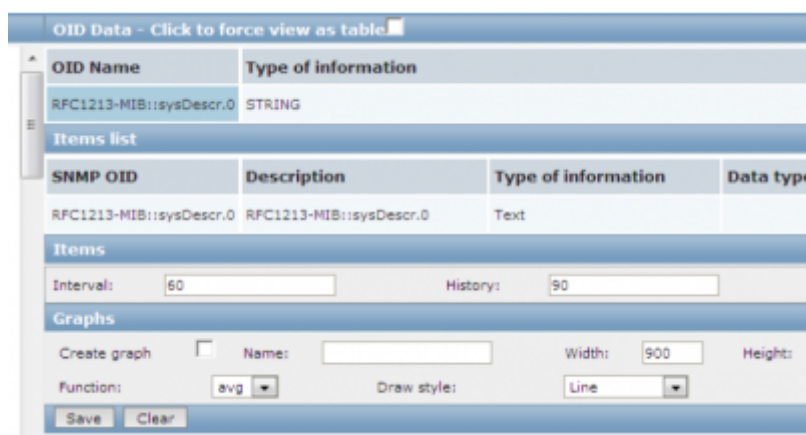 OID Data - Click to force view as table
OID Name Type of information
RFC1213-MIB::sysDescr.0 STRING
Items list
SNMP OID Description Type of information Data type
RFC1213-MIB::sysDescr.0 RFC1213-MIB::sysDescr.0 Text
Items
Interval: 60 History: 90
Graphs
Create graph Name: Width: 900 Height:
Function: avg Draw style: Line
Save Clear